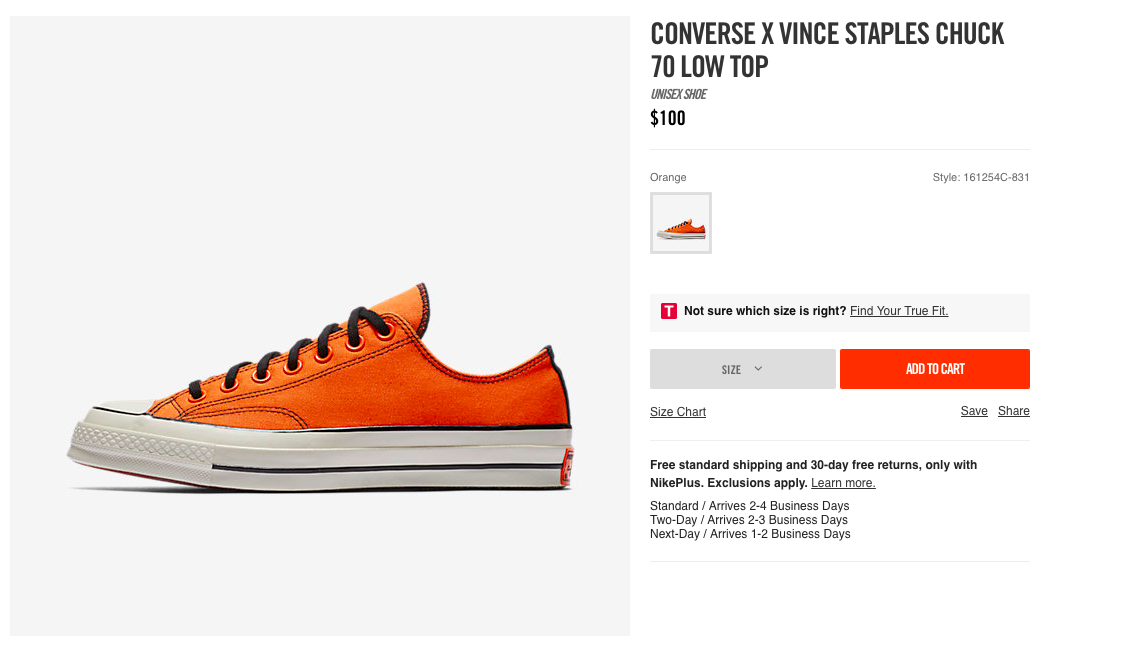 CONVERSE X VINCE STAPLES CHUCK
70 LOW TOP
UNISEX SHOE
$100
Orange
Style: 161254C-831
T Not sure which size is right? Find Your True Fit.
SIZE
ADD TO CART
Size Chart
Save
Share
Free standard shipping and 30-day free returns, only with
NikePlus. Exclusions apply. Learn more.
Standard / Arrives 2-4 Business Days
Two-Day / Arrives 2-3 Business Days
Next-Day / Arrives 1-2 Business Days